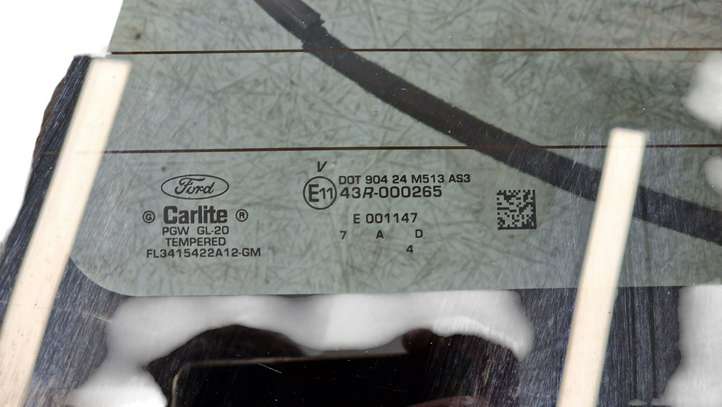 Ford
G Carlite ®
PGW GL-20
TEMPERED
FL3415422A12-GM
V
DOT 904 24 M513 AS3
E11 43R-000265
E 001147
7 A D
4